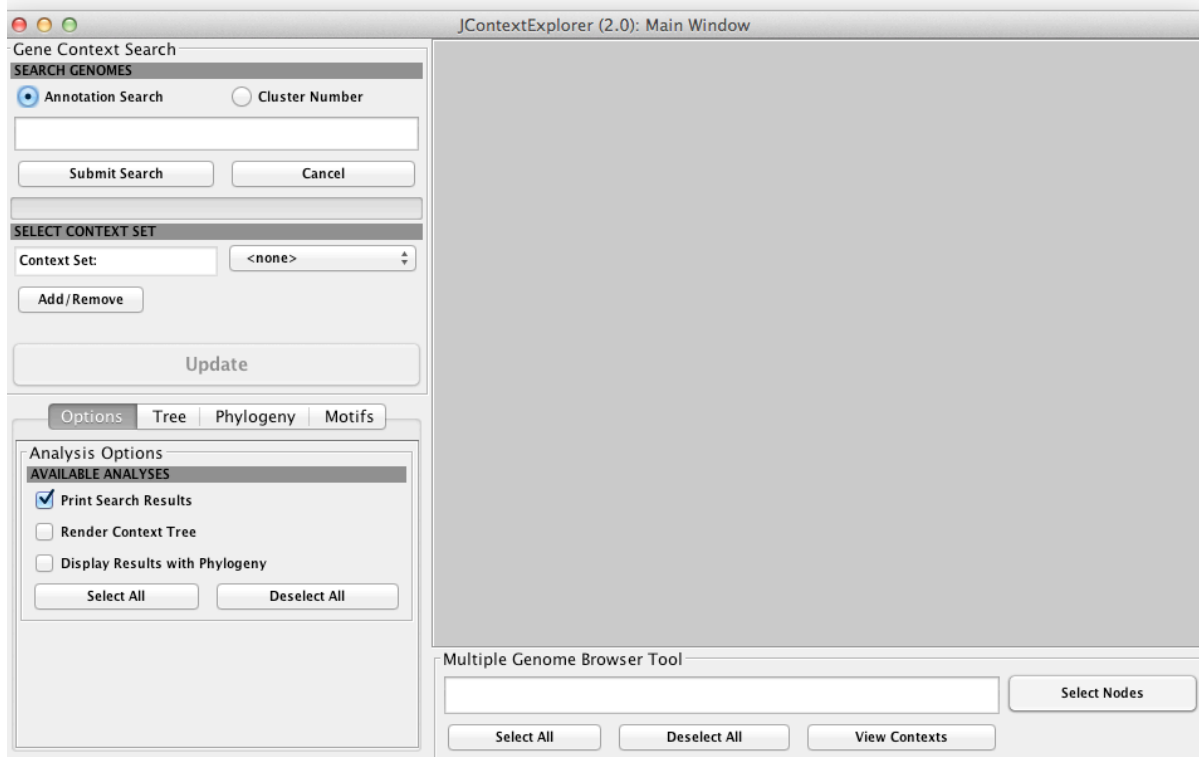 JContextExplorer (2.0): Main Window
Gene Context Search
SEARCH GENOMES
Annotation Search Cluster Number
Submit Search Cancel
SELECT CONTEXT SET
Context Set: <none>
Add/Remove
Update
Options Tree Phylogeny Motifs
Analysis Options
AVAILABLE ANALYSES
Print Search Results
Render Context Tree
Display Results with Phylogeny
Select All Deselect All
Multiple Genome Browser Tool
Select Nodes
Select All Deselect All View Contexts